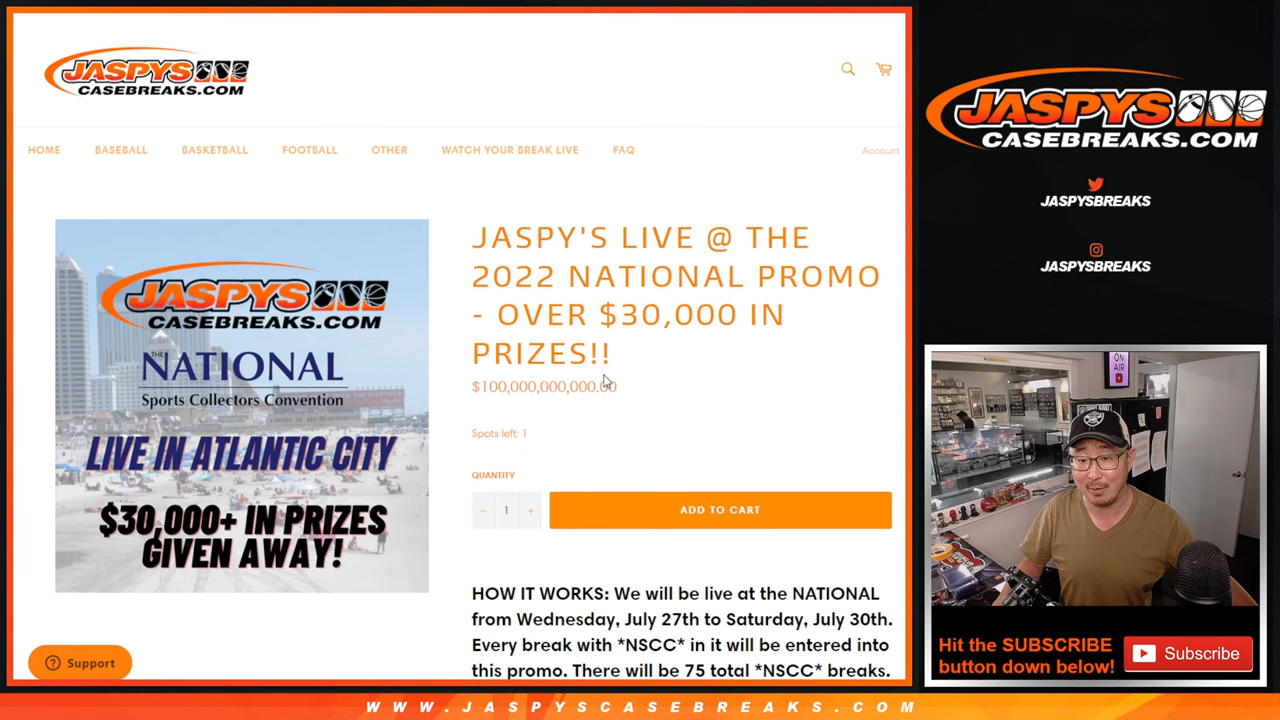 JASPYS
CASEBREAKS.COM
HOME BASEBALL BASKETBALL FOOTBALL OTHER WATCH YOUR BREAK LIVE FAQ Account
JASPYS
CASEBREAKS.COM
THE NATIONAL
Sports Collectors Convention
LIVE IN ATLANTIC CITY
$30,000+ IN PRIZES
GIVEN AWAY!
Support
JASPY'S LIVE @ THE
2022 NATIONAL PROMO
- OVER $30,000 IN
PRIZES!!
$100,000,000,000.00
Spots left: 1
QUANTITY
− 1 + ADD TO CART
HOW IT WORKS: We will be live at the NATIONAL
from Wednesday, July 27th to Saturday, July 30th.
Every break with *NSCC* in it will be entered into
this promo. There will be 75 total *NSCC* breaks.
JASPYS
CASEBREAKS.COM
JASPYSBREAKS
JASPYSBREAKS
ON
AIR
Hit the SUBSCRIBE
button down below!
Subscribe
WWW.JASPYSCASEBREAKS.COM